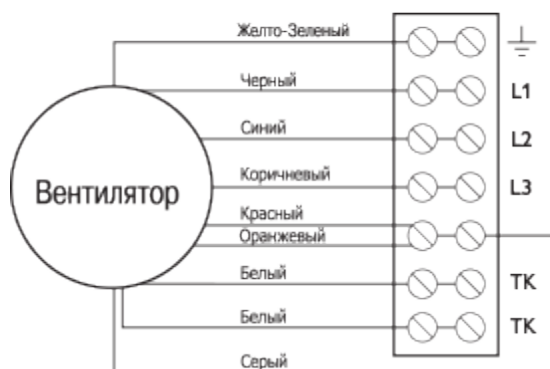 Желто-Зеленый
Черный L1
Синий L2
Вентилятор
Коричневый L3
Красный
Оранжевый
Белый TK
Белый TK
Серый